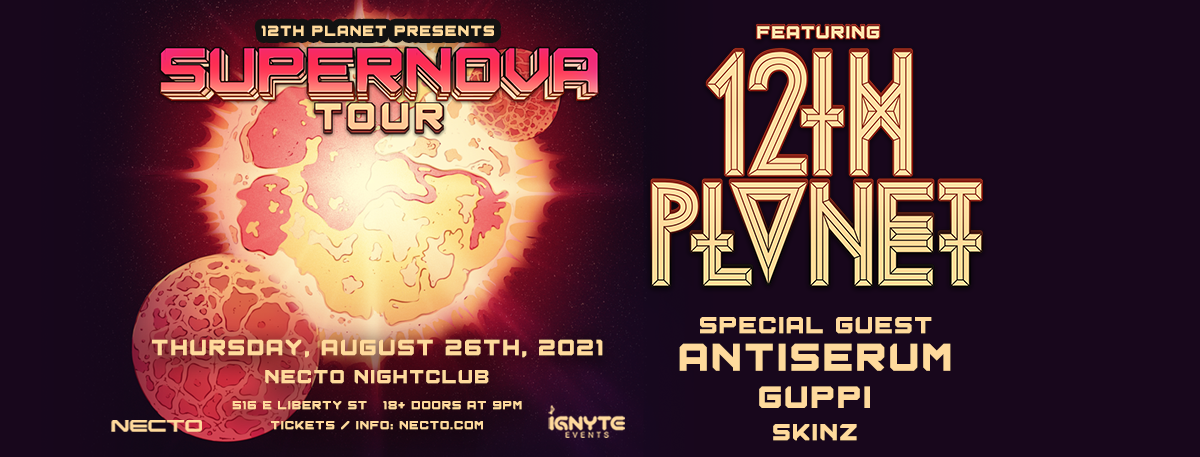 12TH PLANET PRESENTS
SUPERNOVA
TOUR
THURSDAY, AUGUST 26TH, 2021
NECTO NIGHTCLUB
516 E LIBERTY ST 18+ DOORS AT 9PM
TICKETS / INFO: NECTO.COM
NECTO
IGNYTE
EVENTS
FEATURING
12TH
PLANET
SPECIAL GUEST
ANTISERUM
GUPPI
SKINZ